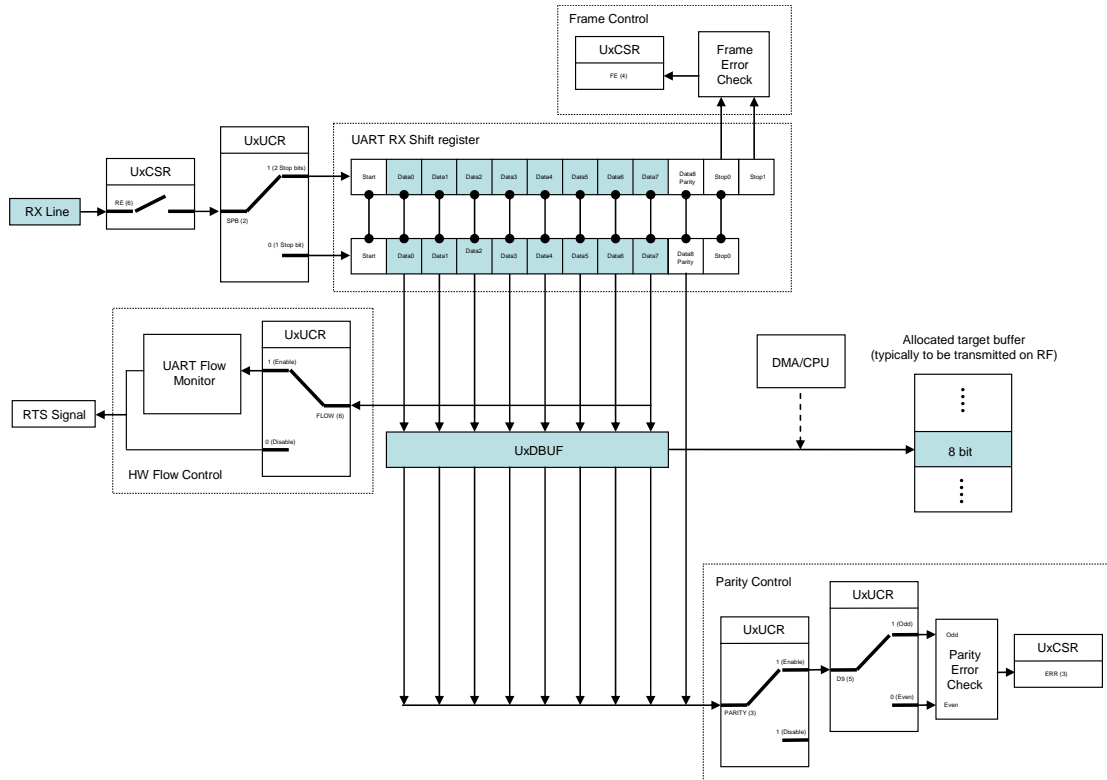 Frame Control
UxCSR
FE (4)
Frame
Error
Check
UART RX Shift register
UxUCR
1 (2 Stop bits)
SPB (2)
0 (1 Stop bit)
UxCSR
RE (6)
RX Line
Start
Data0
Data1
Data2
Data3
Data4
Data5
Data6
Data7
Data8
Parity
Stop0
Stop1
Start
Data0
Data1
Data2
Data3
Data4
Data5
Data6
Data7
Data8
Parity
Stop0
UxUCR
1 (Enable)
FLOW (6)
0 (Disable)
UART Flow
Monitor
RTS Signal
HW Flow Control
UxDBUF
DMA/CPU
Allocated target buffer
(typically to be transmitted on RF)
8 bit
Parity Control
UxUCR
1 (Enable)
PARITY (3)
1 (Disable)
UxUCR
1 (Odd)
D9 (5)
0 (Even)
Odd
Parity
Error
Check
Even
UxCSR
ERR (3)